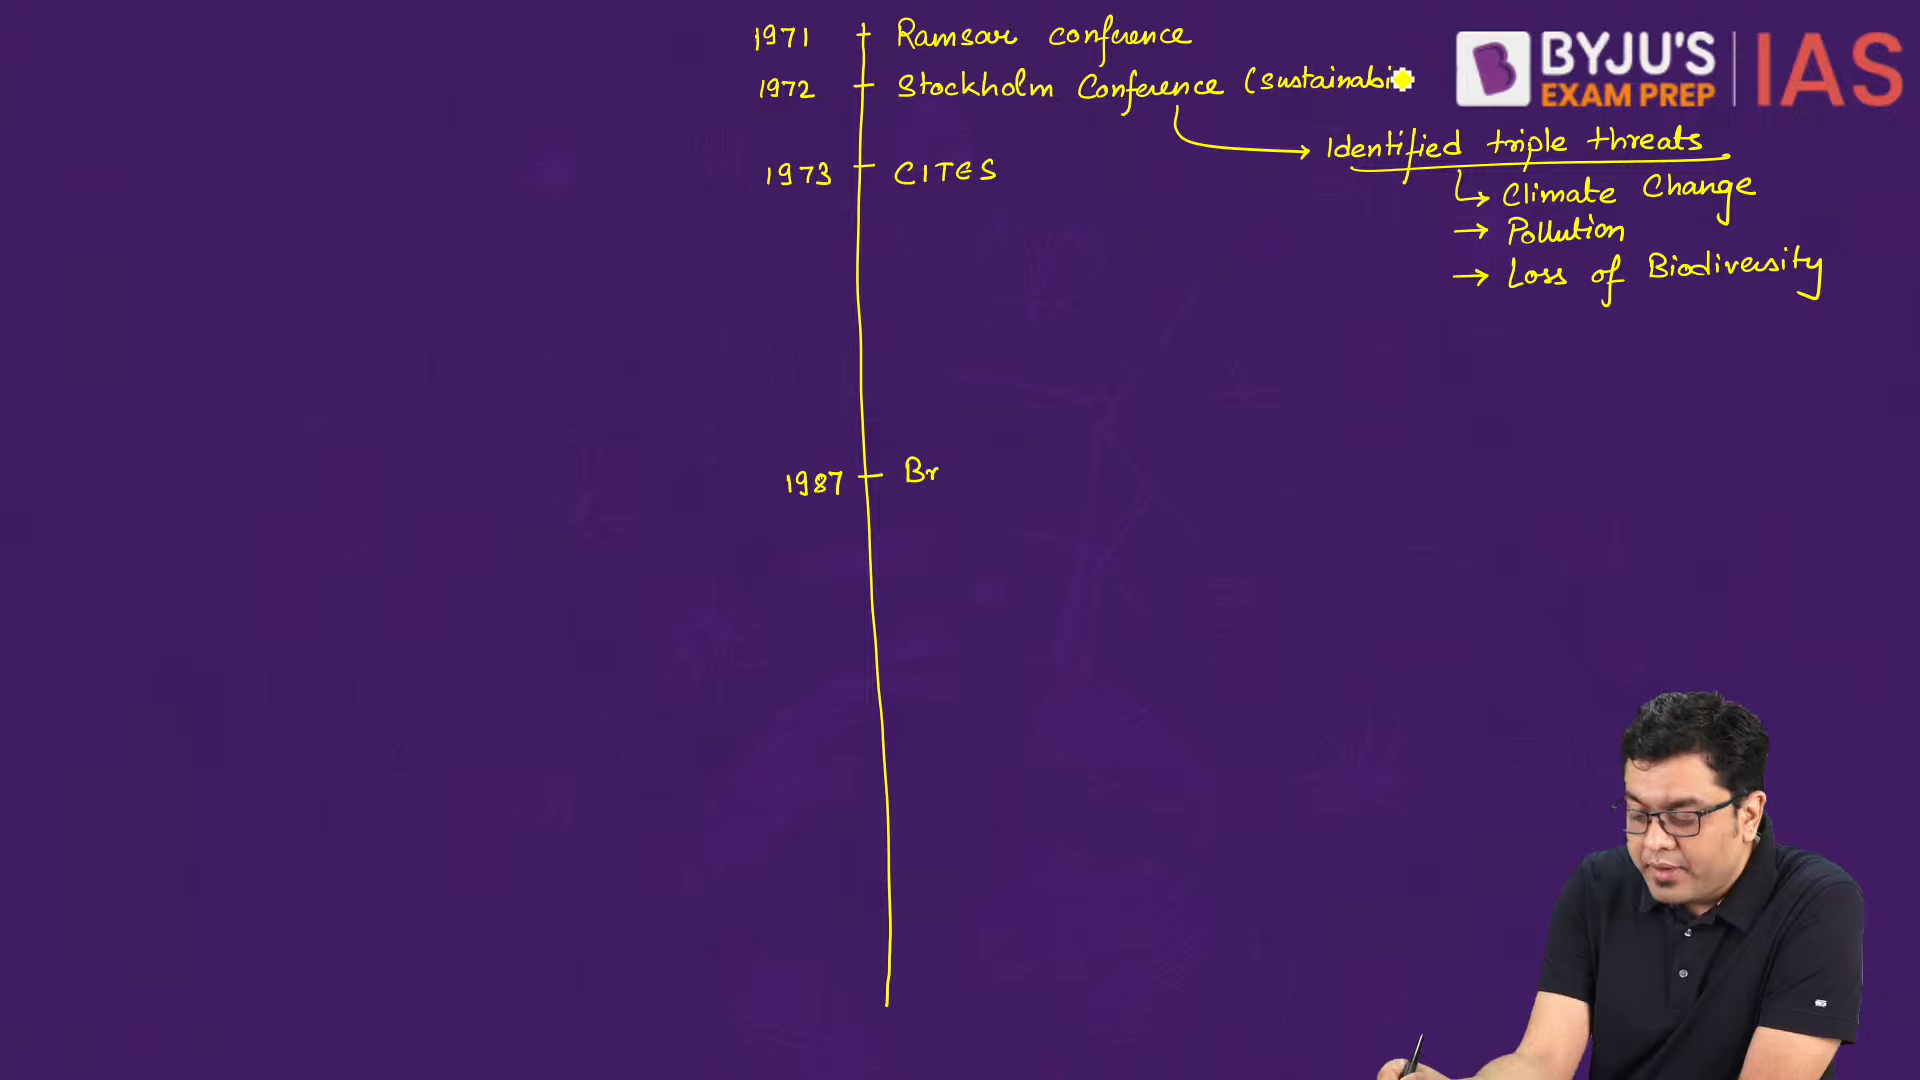 1971 Ramsar conference
1972 Stockholm Conference (Sustainabi
Identified triple threats
Climate Change
Pollution
Loss of Biodiversity
1973 CITES
1987 Br
BYJU'S
EXAM PREP
IAS